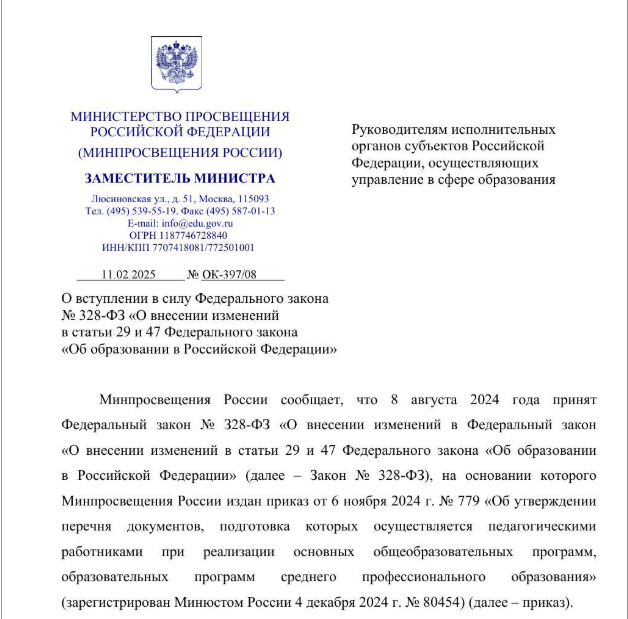 МИНИСТЕРСТВО ПРОСВЕЩЕНИЯ
РОССИЙСКОЙ ФЕДЕРАЦИИ
(МИНПРОСВЕЩЕНИЯ РОССИИ)
ЗАМЕСТИТЕЛЬ МИНИСТРА
Люсиновская ул., д. 51, Москва, 115093
Тел. (495) 539-55-19. Факс (495) 587-01-13
E-mail: info@edu.gov.ru
ОГРН 1187746728840
ИНН/КПП 7707418081/772501001
11.02.2025 № ОК-397/08
Руководителям исполнительных
органов субъектов Российской
Федерации, осуществляющих
управление в сфере образования
О вступлении в силу Федерального закона
№ 328-ФЗ «О внесении изменений
в статьи 29 и 47 Федерального закона
«Об образовании в Российской Федерации»
Минпросвещения России сообщает, что 8 августа 2024 года принят
Федеральный закон № 328-ФЗ «О внесении изменений в Федеральный закон
«О внесении изменений в статьи 29 и 47 Федерального закона «Об образовании
в Российской Федерации» (далее – Закон № 328-ФЗ), на основании которого
Минпросвещения России издан приказ от 6 ноября 2024 г. № 779 «Об утверждении
перечня документов, подготовка которых осуществляется педагогическими
работниками при реализации основных общеобразовательных программ,
образовательных программ среднего профессионального образования»
(зарегистрирован Минюстом России 4 декабря 2024 г. № 80454) (далее – приказ).